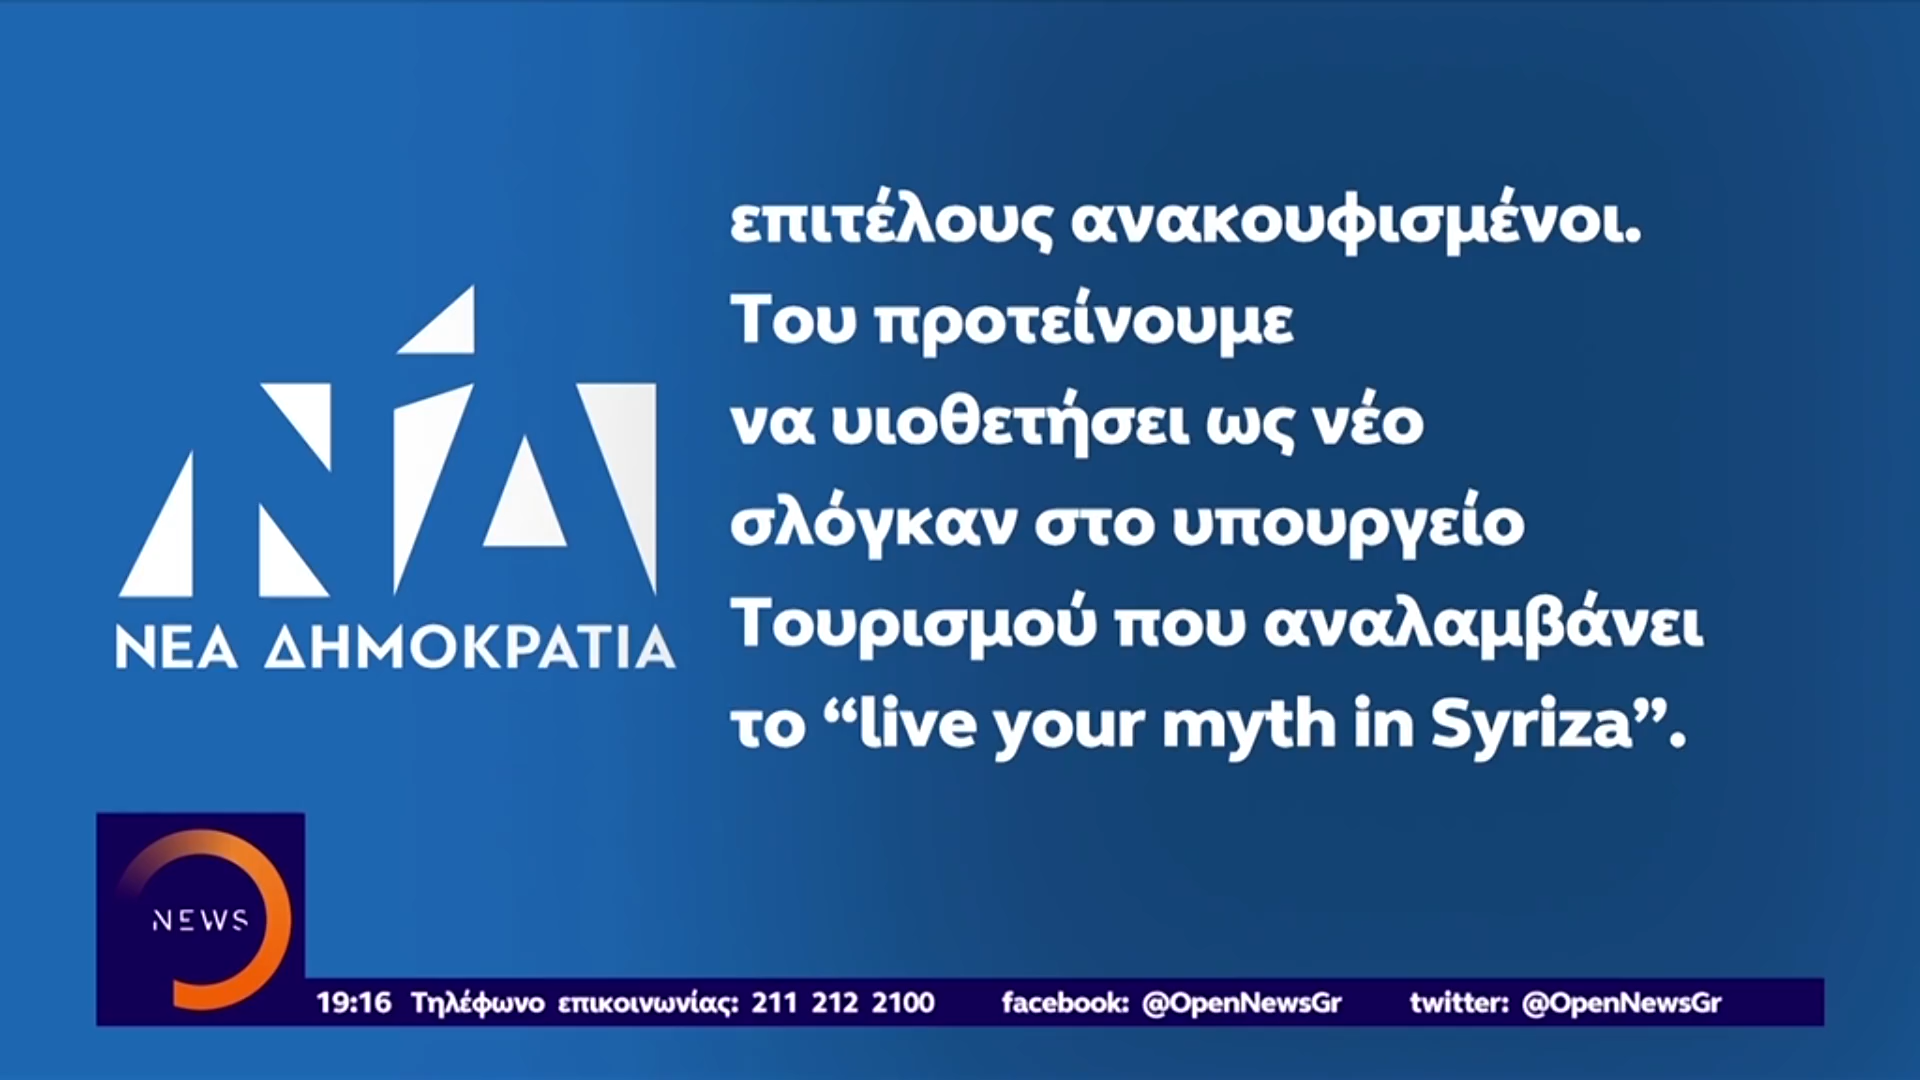 επιτέλους ανακουφισμένοι.
Του προτείνουμε
να υιοθετήσει ως νέο
σλόγκαν στο υπουργείο
Τουρισμού που αναλαμβάνει
το “live your myth in Syriza”.
ΝΔ
ΝΕΑ ΔΗΜΟΚΡΑΤΙΑ
NEWS
19:16 Τηλέφωνο επικοινωνίας: 211 212 2100 facebook: @OpenNewsGr twitter: @OpenNewsGr